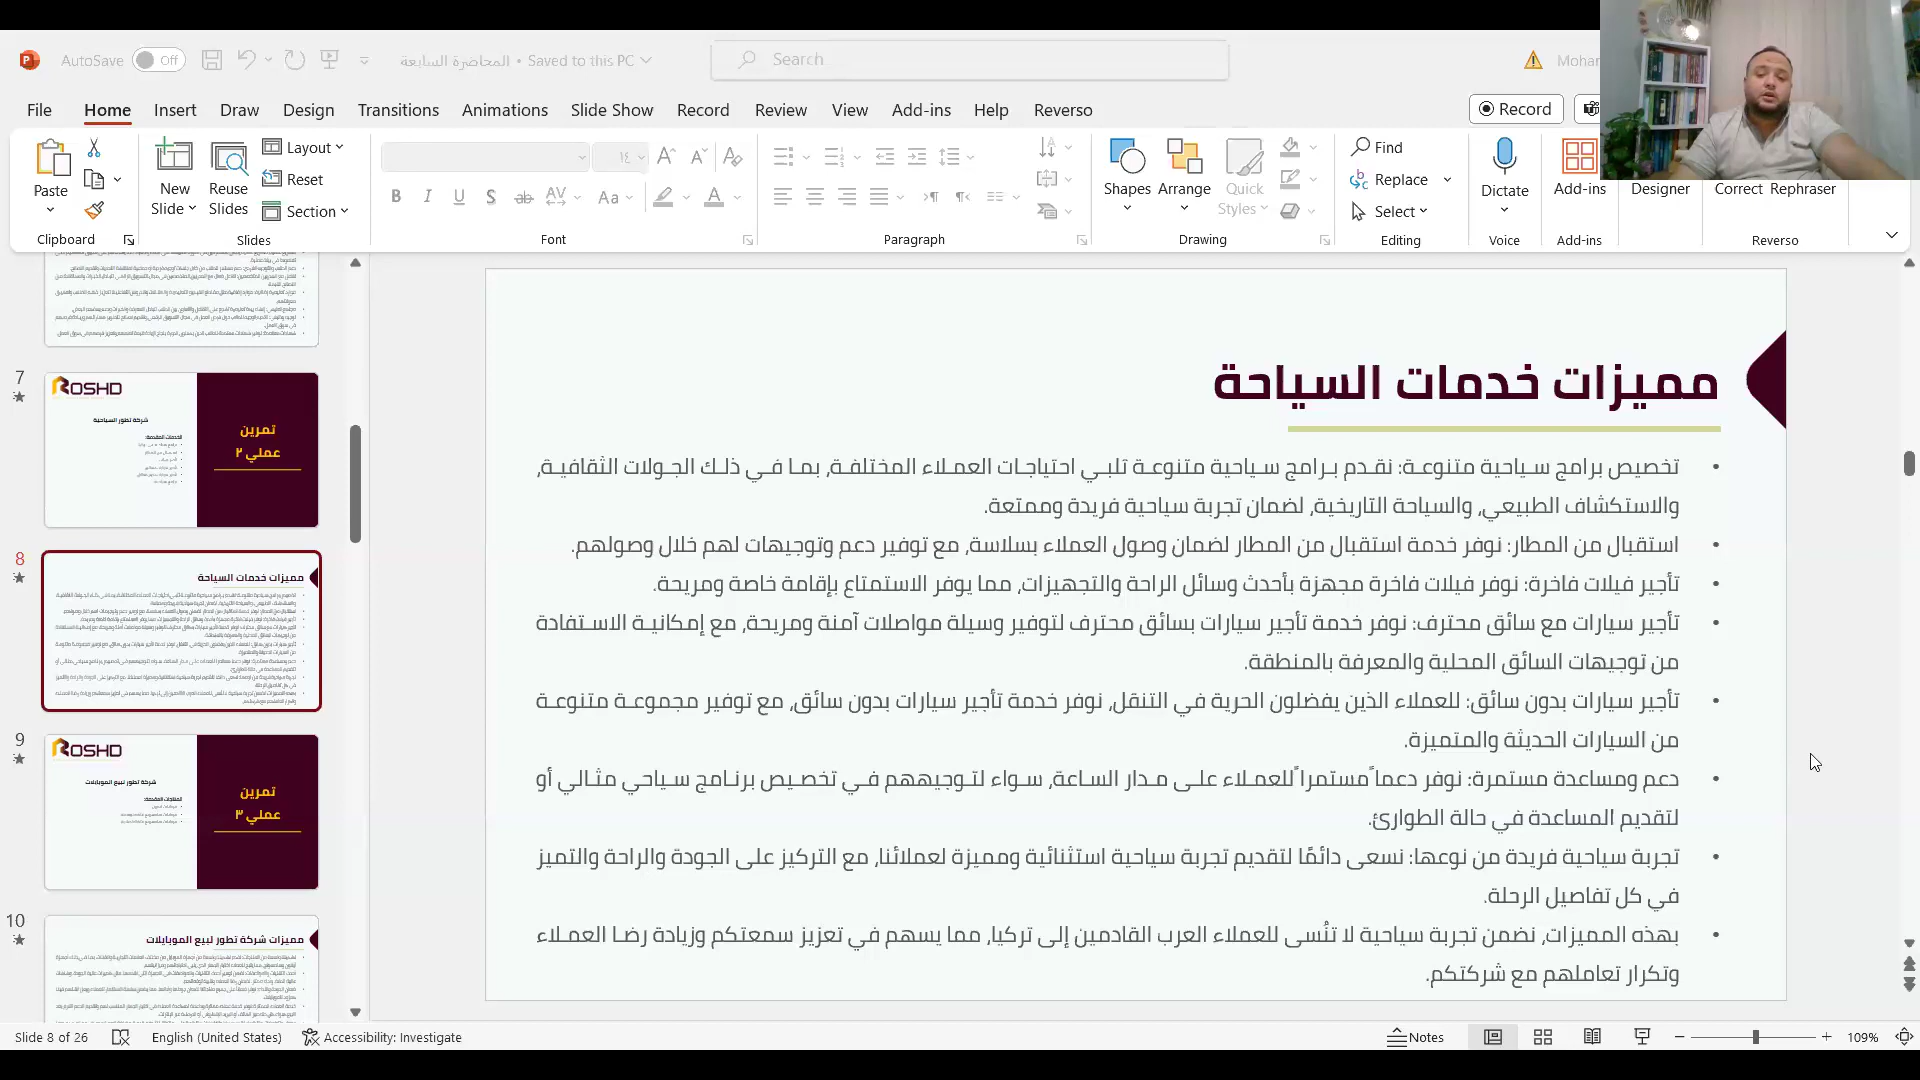 AutoSave Off المحاضرة السابعة • Saved to this PC Search
File Home Insert Draw Design Transitions Animations Slide Show Record Review View Add-ins Help Reverso Record
Paste New Slide Reuse Slides Layout Reset Section
Shapes Arrange Quick Styles Find Replace Select Dictate Add-ins Designer Correct Rephraser
Clipboard Slides Font Paragraph Drawing Editing Voice Add-ins Reverso
7
ROSHD
شركة تطور السياحية
الخدمات المقدمة:
تمرين
عملي ٢
8
مميزات خدمات السياحة
9
ROSHD
شركة تطور لبيع الموبايلات
المنتجات المقدمة:
تمرين
عملي ٣
10
مميزات شركة تطور لبيع الموبايلات
مميزات خدمات السياحة
• تخصيص برامج سياحية متنوعة: نقدم برامج سياحية متنوعة تلبي احتياجات العملاء المختلفة، بما في ذلك الجولات الثقافية،
والاستكشاف الطبيعي، والسياحة التاريخية، لضمان تجربة سياحية فريدة وممتعة.
• استقبال من المطار: نوفر خدمة استقبال من المطار لضمان وصول العملاء بسلاسة، مع توفير دعم وتوجيهات لهم خلال وصولهم.
• تأجير فيلات فاخرة: نوفر فيلات فاخرة مجهزة بأحدث وسائل الراحة والتجهيزات، مما يوفر الاستمتاع بإقامة خاصة ومريحة.
• تأجير سيارات مع سائق محترف: نوفر خدمة تأجير سيارات بسائق محترف لتوفير وسيلة مواصلات آمنة ومريحة، مع إمكانية الاستفادة
من توجيهات السائق المحلية والمعرفة بالمنطقة.
• تأجير سيارات بدون سائق: للعملاء الذين يفضلون الحرية في التنقل، نوفر خدمة تأجير سيارات بدون سائق، مع توفير مجموعة متنوعة
من السيارات الحديثة والمتميزة.
• دعم ومساعدة مستمرة: نوفر دعماً مستمراً للعملاء على مدار الساعة، سواء لتوجيههم في تخصيص برنامج سياحي مثالي أو
لتقديم المساعدة في حالة الطوارئ.
• تجربة سياحية فريدة من نوعها: نسعى دائمًا لتقديم تجربة سياحية استثنائية ومميزة لعملائنا، مع التركيز على الجودة والراحة والتميز
في كل تفاصيل الرحلة.
• بهذه المميزات، نضمن تجربة سياحية لا تُنسى للعملاء العرب القادمين إلى تركيا، مما يسهم في تعزيز سمعتكم وزيادة رضا العملاء
وتكرار تعاملهم مع شركتكم.
Slide 8 of 26 English (United States) Accessibility: Investigate Notes 109%